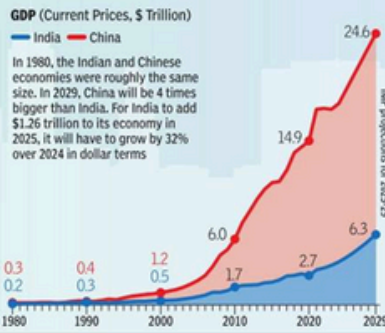 GDP (Current Prices, $ Trillion)
India China
In 1980, the Indian and Chinese
economies were roughly the same
size. In 2029, China will be 4 times
bigger than India. For India to add
$1.26 trillion to its economy in
2025, it will have to grow by 32%
over 2024 in dollar terms
24.6
14.9
6.0
6.3
0.3 0.4 1.2
0.2 0.3 0.5 1.7 2.7
1980 1990 2000 2010 2020 2029